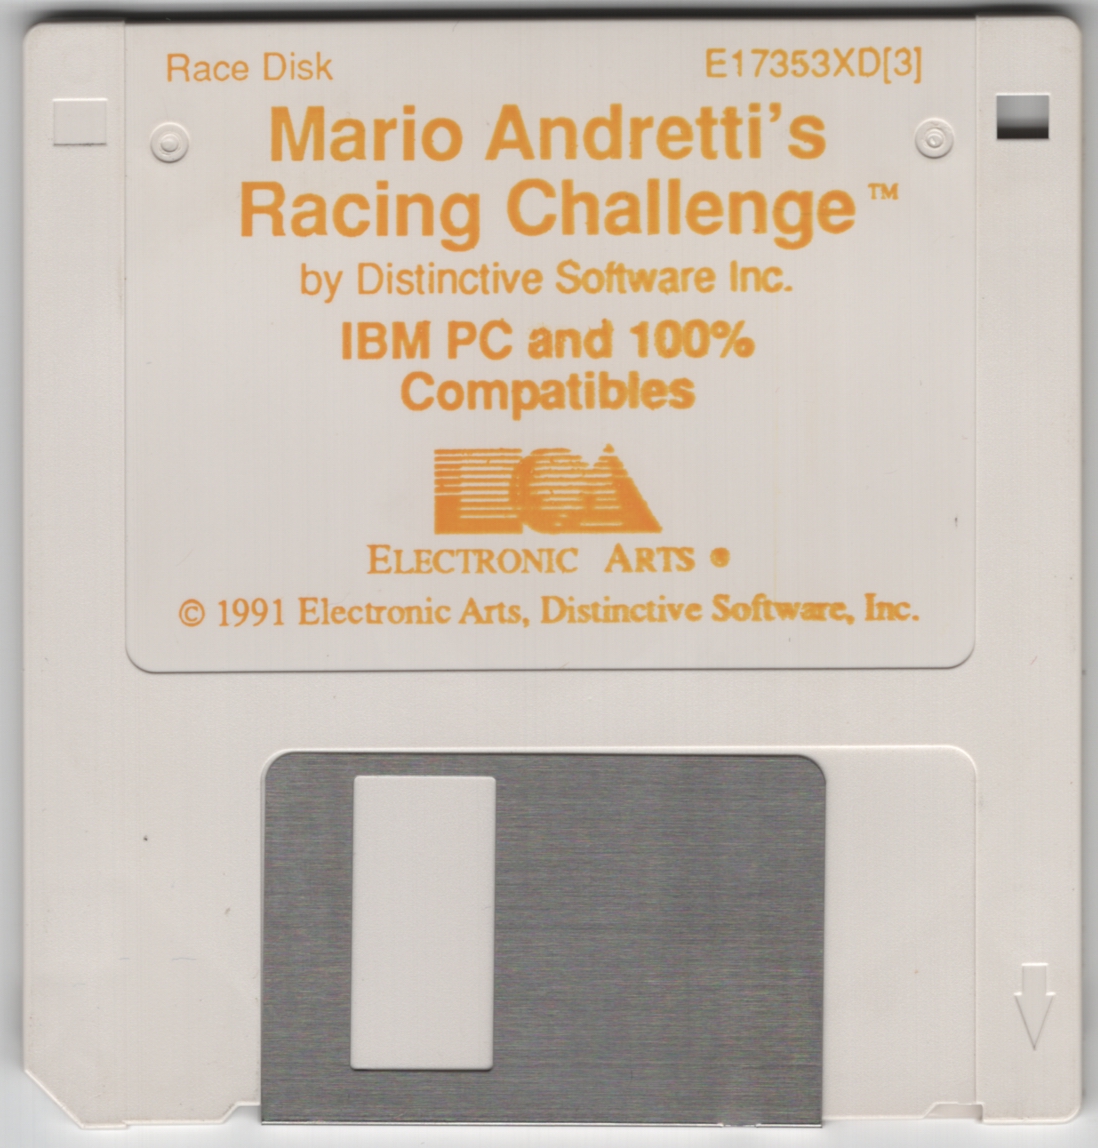 Race Disk E17353XD[3]
Mario Andretti's
Racing Challenge™
by Distinctive Software Inc.
IBM PC and 100%
Compatibles
ECA
ELECTRONIC ARTS ®
© 1991 Electronic Arts, Distinctive Software, Inc.